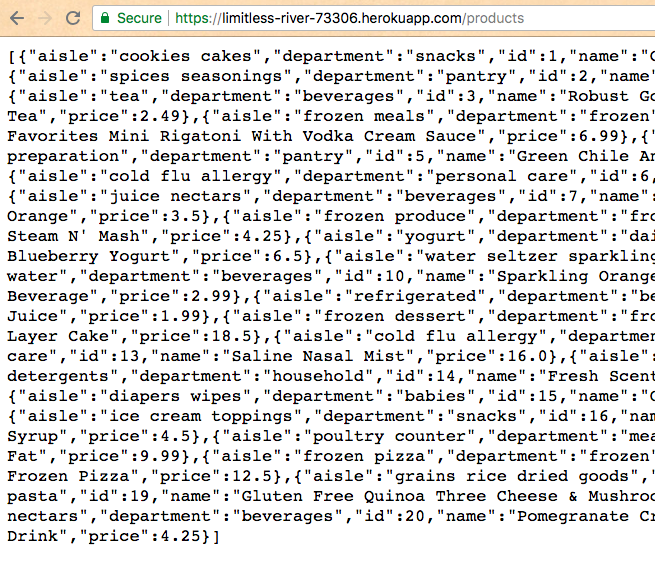 Secure | https://limitless-river-73306.herokuapp.com/products
[{"aisle":"cookies cakes","department":"snacks","id":1,"name":"
{"aisle":"spices seasonings","department":"pantry","id":2,"name"
{"aisle":"tea","department":"beverages","id":3,"name":"Robust Go
Tea","price":2.49},{"aisle":"frozen meals","department":"frozen"
Favorites Mini Rigatoni With Vodka Cream Sauce","price":6.99},{"
preparation","department":"pantry","id":5,"name":"Green Chile An
{"aisle":"cold flu allergy","department":"personal care","id":6,
{"aisle":"juice nectars","department":"beverages","id":7,"name":
Orange","price":3.5},{"aisle":"frozen produce","department":"fro
Steam N' Mash","price":4.25},{"aisle":"yogurt","department":"dai
Blueberry Yogurt","price":6.5},{"aisle":"water seltzer sparkling
water","department":"beverages","id":10,"name":"Sparkling Orange
Beverage","price":2.99},{"aisle":"refrigerated","department":"be
Juice","price":1.99},{"aisle":"frozen dessert","department":"fro
Layer Cake","price":18.5},{"aisle":"cold flu allergy","departmen
care","id":13,"name":"Saline Nasal Mist","price":16.0},{"aisle":
detergents","department":"household","id":14,"name":"Fresh Scent
{"aisle":"diapers wipes","department":"babies","id":15,"name":"
{"aisle":"ice cream toppings","department":"snacks","id":16,"nam
Syrup","price":4.5},{"aisle":"poultry counter","department":"mea
Fat","price":9.99},{"aisle":"frozen pizza","department":"frozen"
Frozen Pizza","price":12.5},{"aisle":"grains rice dried goods","
pasta","id":19,"name":"Gluten Free Quinoa Three Cheese & Mushroo
nectars","department":"beverages","id":20,"name":"Pomegranate Cr
Drink","price":4.25}]